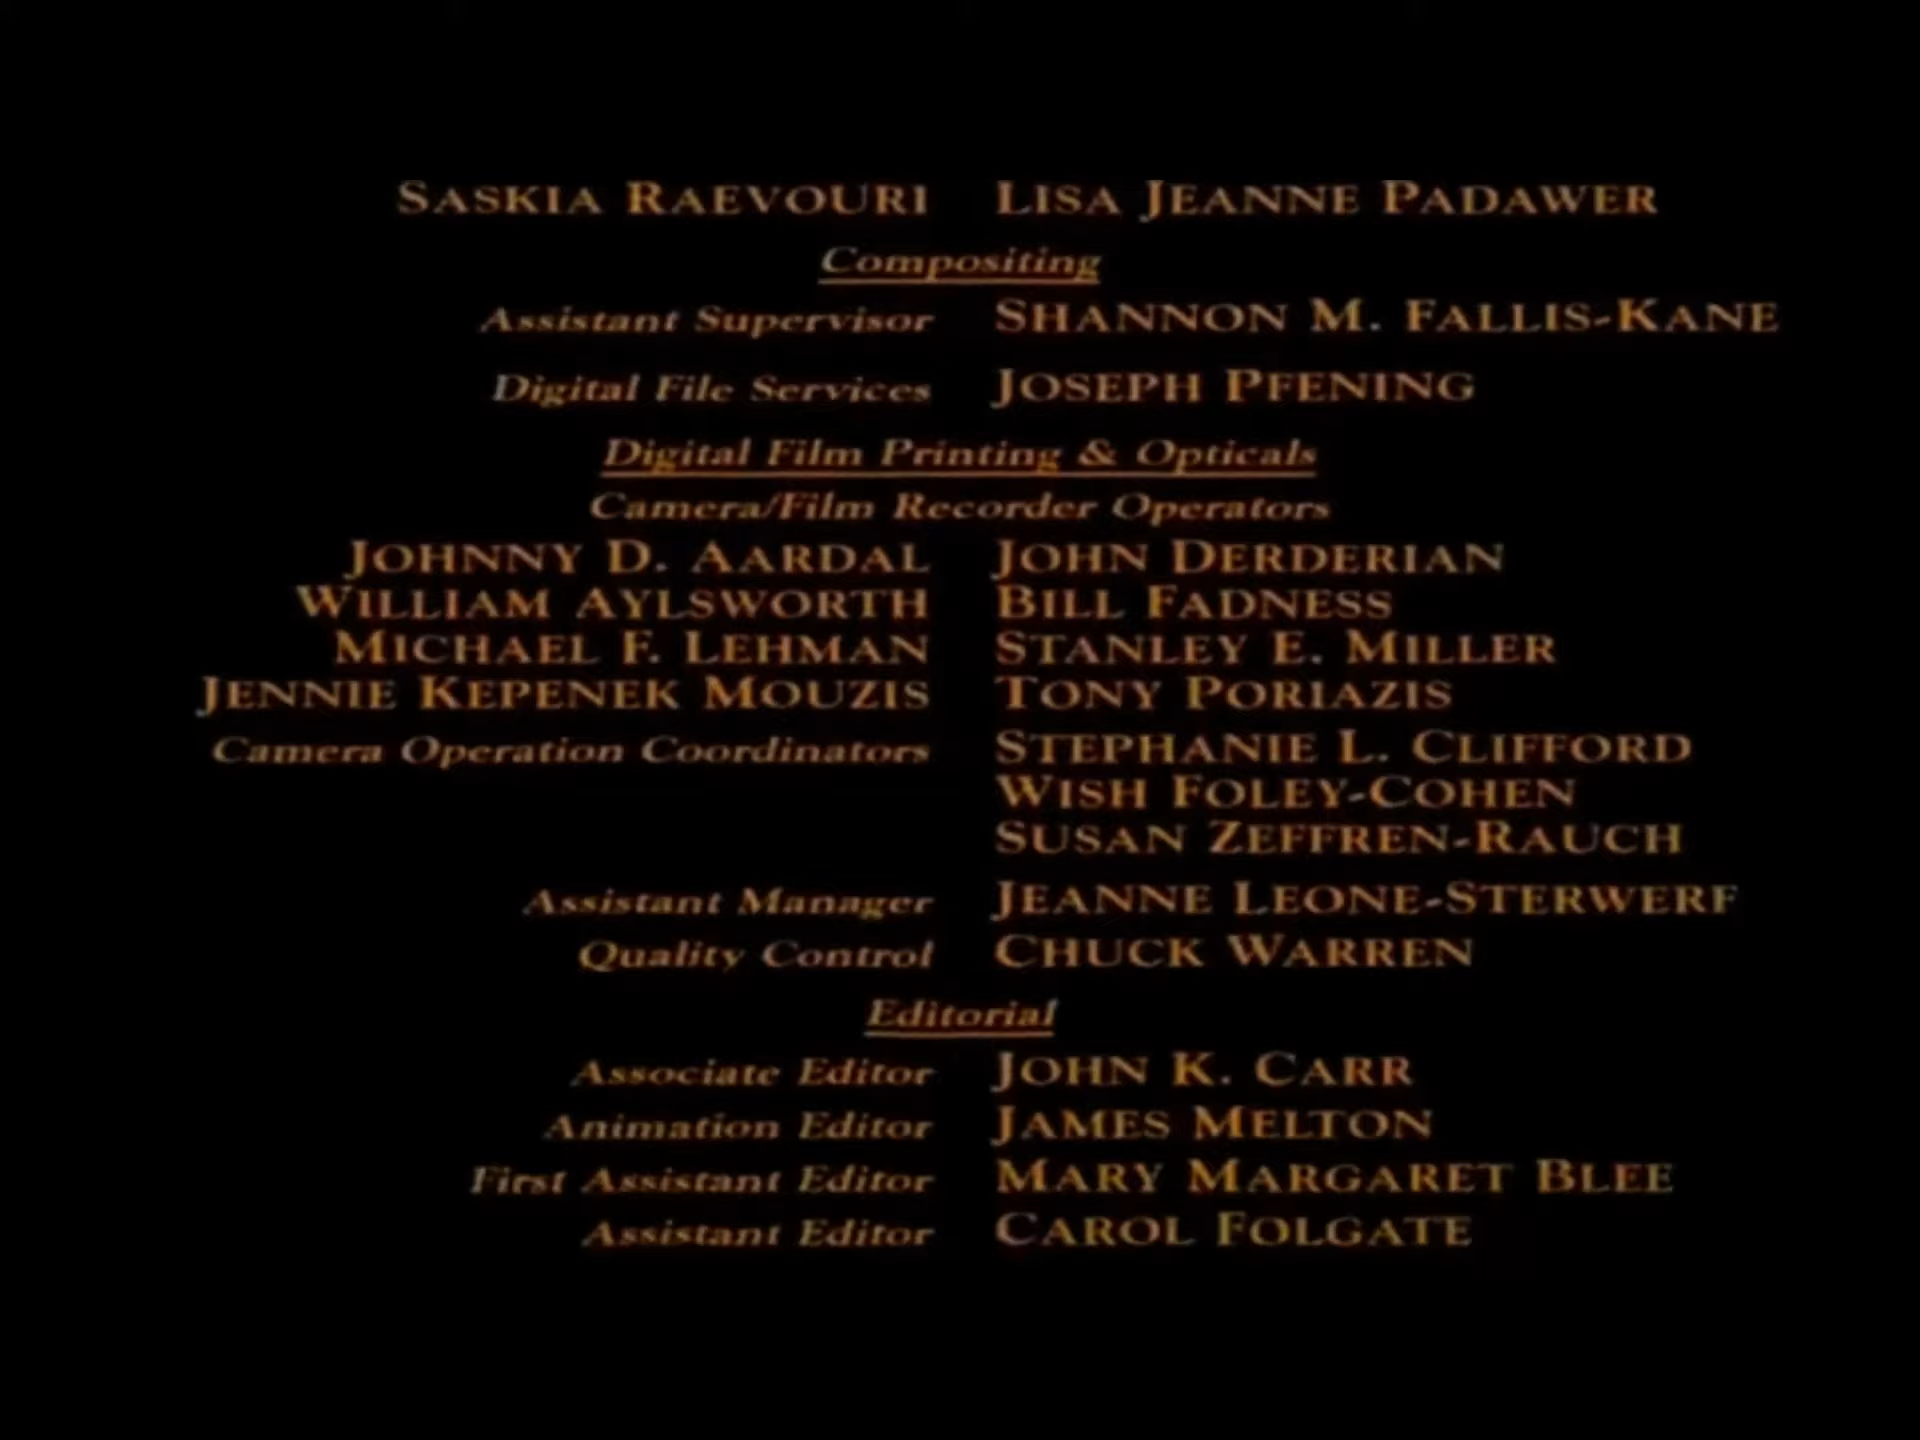 SASKIA RAEVOURI LISA JEANNE PADAWER
Compositing
Assistant Supervisor SHANNON M. FALLIS-KANE
Digital File Services JOSEPH PFENING
Digital Film Printing & Opticals
Camera/Film Recorder Operators
JOHNNY D. AARDAL JOHN DERDERIAN
WILLIAM AYLSWORTH BILL FADNESS
MICHAEL F. LEHMAN STANLEY E. MILLER
JENNIE KEPENEK MOUZIS TONY PORIAZIS
Camera Operation Coordinators STEPHANIE L. CLIFFORD
WISH FOLEY-COHEN
SUSAN ZEFFREN-RAUCH
Assistant Manager JEANNE LEONE-STERWERF
Quality Control CHUCK WARREN
Editorial
Associate Editor JOHN K. CARR
Animation Editor JAMES MELTON
First Assistant Editor MARY MARGARET BLEE
Assistant Editor CAROL FOLGATE